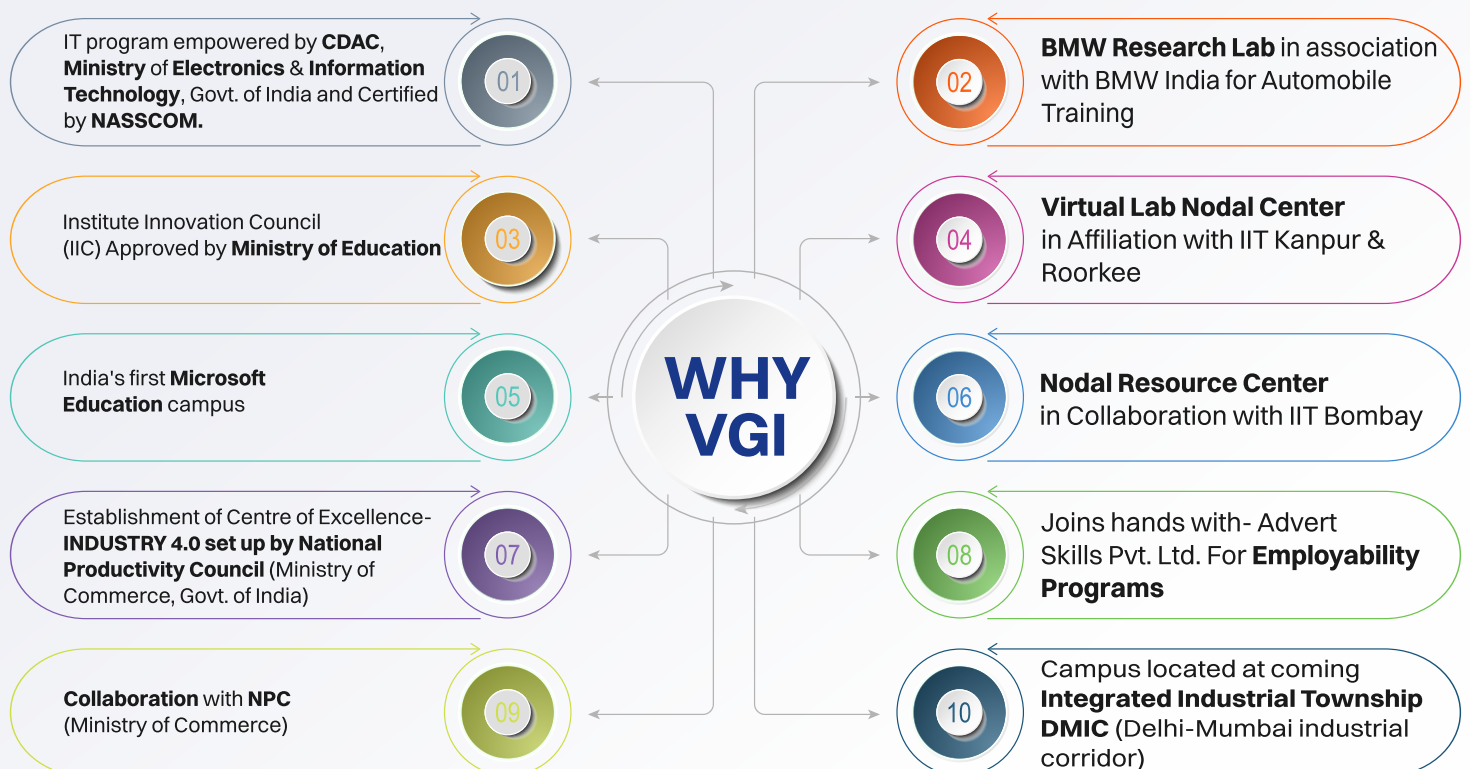 IT program empowered by CDAC,
Ministry of Electronics & Information
Technology, Govt. of India and Certified
by NASSCOM.
01
02
BMW Research Lab in association
with BMW India for Automobile
Training
Institute Innovation Council
(IIC) Approved by Ministry of Education
03
04
Virtual Lab Nodal Center
in Affiliation with IIT Kanpur &
Roorkee
India's first Microsoft
Education campus
05
WHY
VGI
06
Nodal Resource Center
in Collaboration with IIT Bombay
Establishment of Centre of Excellence-
INDUSTRY 4.0 set up by National
Productivity Council (Ministry of
Commerce, Govt. of India)
07
08
Joins hands with- Advert
Skills Pvt. Ltd. For Employability
Programs
Collaboration with NPC
(Ministry of Commerce)
09
10
Campus located at coming
Integrated Industrial Township
DMIC (Delhi-Mumbai industrial
corridor)